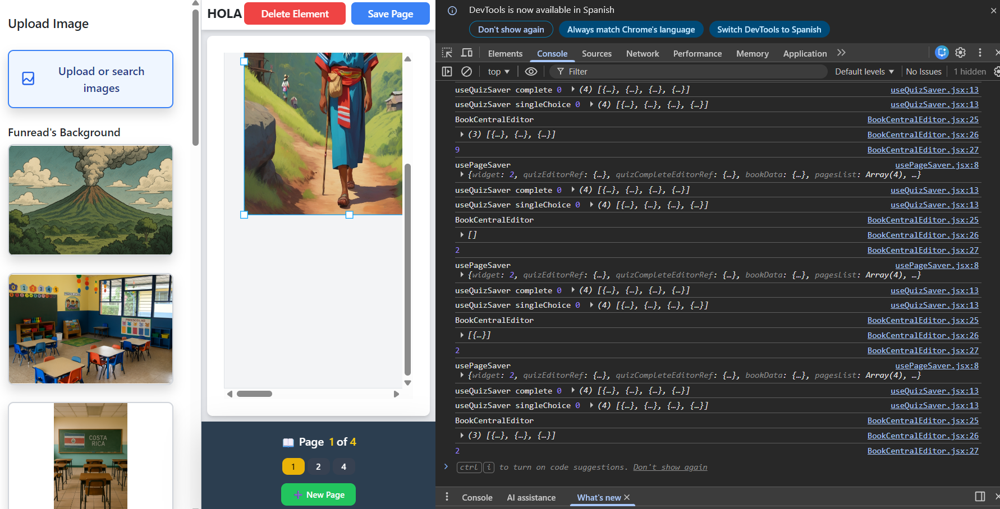 Upload Image
Upload or search
images
Funread's Background
0 1 2 3 4 5
PREESCOLAR
COSTA
RICA
HOLA
Delete Element
Save Page
Page 1 of 4
1
2
4
New Page
DevTools is now available in Spanish
Don't show again
Always match Chrome's language
Switch DevTools to Spanish
Elements
Console
Sources
Network
Performance
Memory
Application
top
Filter
Default levels
No Issues
1 hidden
useQuizSaver complete 0 (4) [{…}, {…}, {…}, {…}] useQuizSaver.jsx:13
useQuizSaver singleChoice 0 (4) [{…}, {…}, {…}, {…}] useQuizSaver.jsx:13
BookCentralEditor BookCentralEditor.jsx:25
(3) [{…}, {…}, {…}] BookCentralEditor.jsx:26
9 BookCentralEditor.jsx:27
usePageSaver usePageSaver.jsx:8
{widget: 2, quizEditorRef: {…}, quizCompleteEditorRef: {…}, bookData: {…}, pagesList: Array(4), …}
useQuizSaver complete 0 (4) [{…}, {…}, {…}, {…}] useQuizSaver.jsx:13
useQuizSaver singleChoice 0 (4) [{…}, {…}, {…}, {…}] useQuizSaver.jsx:13
BookCentralEditor BookCentralEditor.jsx:25
[] BookCentralEditor.jsx:26
2 BookCentralEditor.jsx:27
usePageSaver usePageSaver.jsx:8
{widget: 2, quizEditorRef: {…}, quizCompleteEditorRef: {…}, bookData: {…}, pagesList: Array(4), …}
useQuizSaver complete 0 (4) [{…}, {…}, {…}, {…}] useQuizSaver.jsx:13
useQuizSaver singleChoice 0 (4) [{…}, {…}, {…}, {…}] useQuizSaver.jsx:13
BookCentralEditor BookCentralEditor.jsx:25
[{…}] BookCentralEditor.jsx:26
2 BookCentralEditor.jsx:27
usePageSaver usePageSaver.jsx:8
{widget: 2, quizEditorRef: {…}, quizCompleteEditorRef: {…}, bookData: {…}, pagesList: Array(4), …}
useQuizSaver complete 0 (4) [{…}, {…}, {…}, {…}] useQuizSaver.jsx:13
useQuizSaver singleChoice 0 (4) [{…}, {…}, {…}, {…}] useQuizSaver.jsx:13
BookCentralEditor BookCentralEditor.jsx:25
(3) [{…}, {…}, {…}] BookCentralEditor.jsx:26
2 BookCentralEditor.jsx:27
ctrl i to turn on code suggestions. Don't show again
Console
AI assistance
What's new